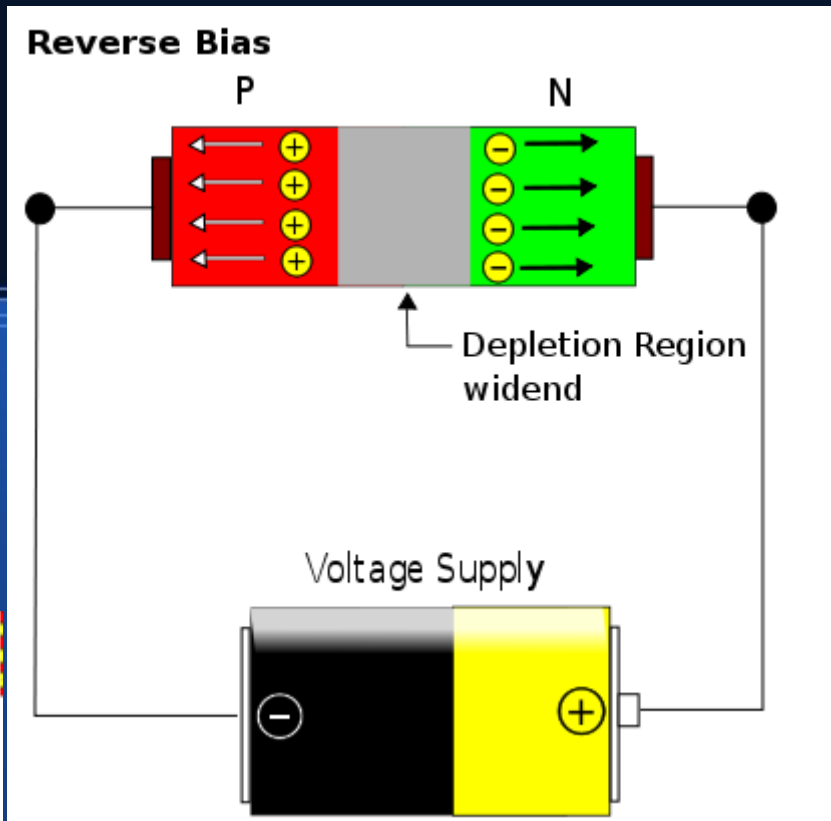 Reverse Bias
P N
+ -
+ -
+ -
+ -
Depletion Region
widend
Voltage Supply
- +